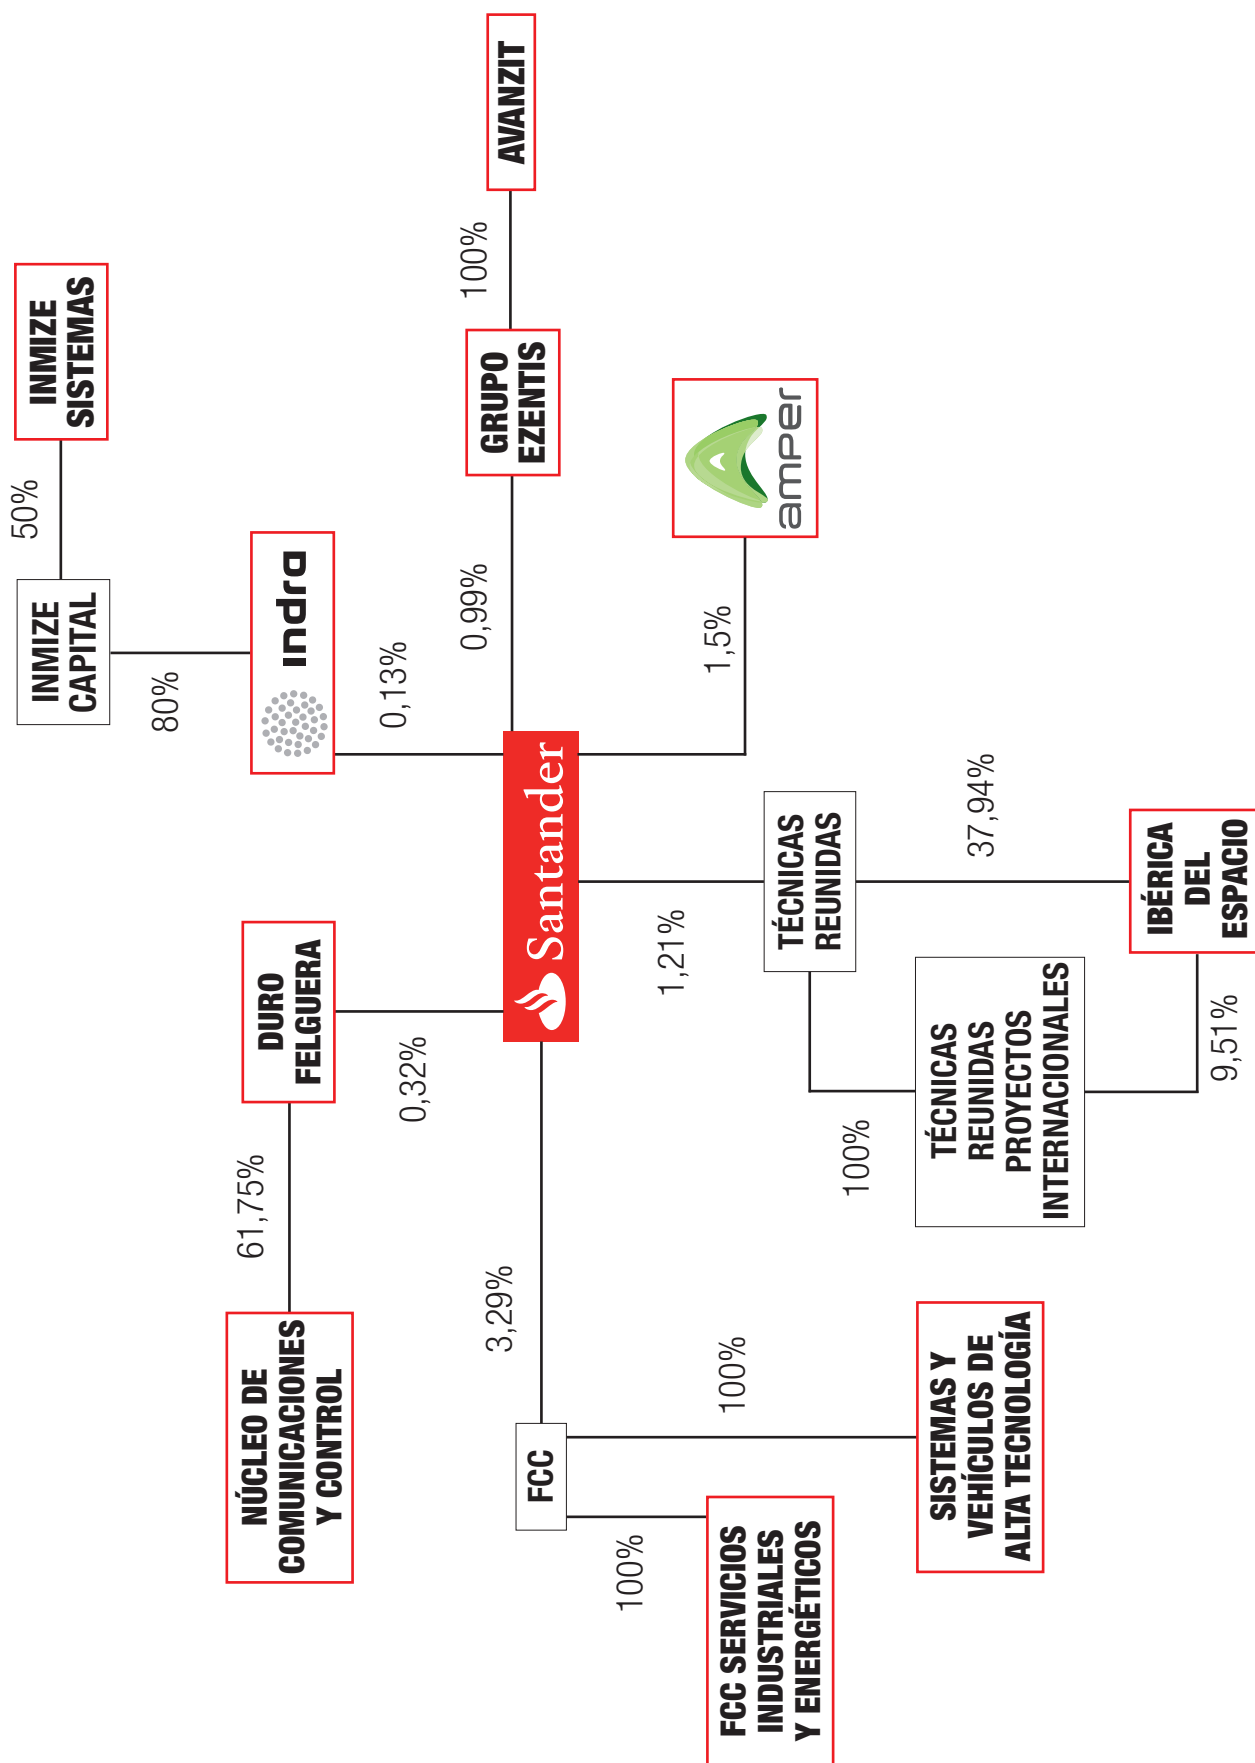 50%
INMIZE
CAPITAL
INMIZE
SISTEMAS
80%
NÚCLEO DE
COMUNICACIONES
Y CONTROL
61,75%
DURO
FELGUERA
indra
0,32%
0,13%
3,29%
Santander
0,99%
GRUPO
EZENTIS
100%
AVANZIT
FCC
100%
100%
1,21%
1,5%
amper
FCC SERVICIOS
INDUSTRIALES
Y ENERGÉTICOS
TÉCNICAS
REUNIDAS
100%
37,94%
SISTEMAS Y
VEHÍCULOS DE
ALTA TECNOLOGÍA
TÉCNICAS
REUNIDAS
PROYECTOS
INTERNACIONALES
9,51%
IBÉRICA
DEL
ESPACIO